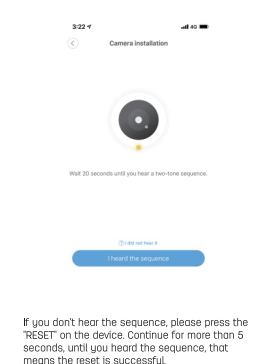 3:22
4G
Camera installation
Wait 20 seconds until you hear a two-tone sequence.
I did not hear it
I heard the sequence
If you don't hear the sequence, please press the
"RESET" on the device. Continue for more than 5
seconds, until you heard the sequence, that
means the reset is successful.